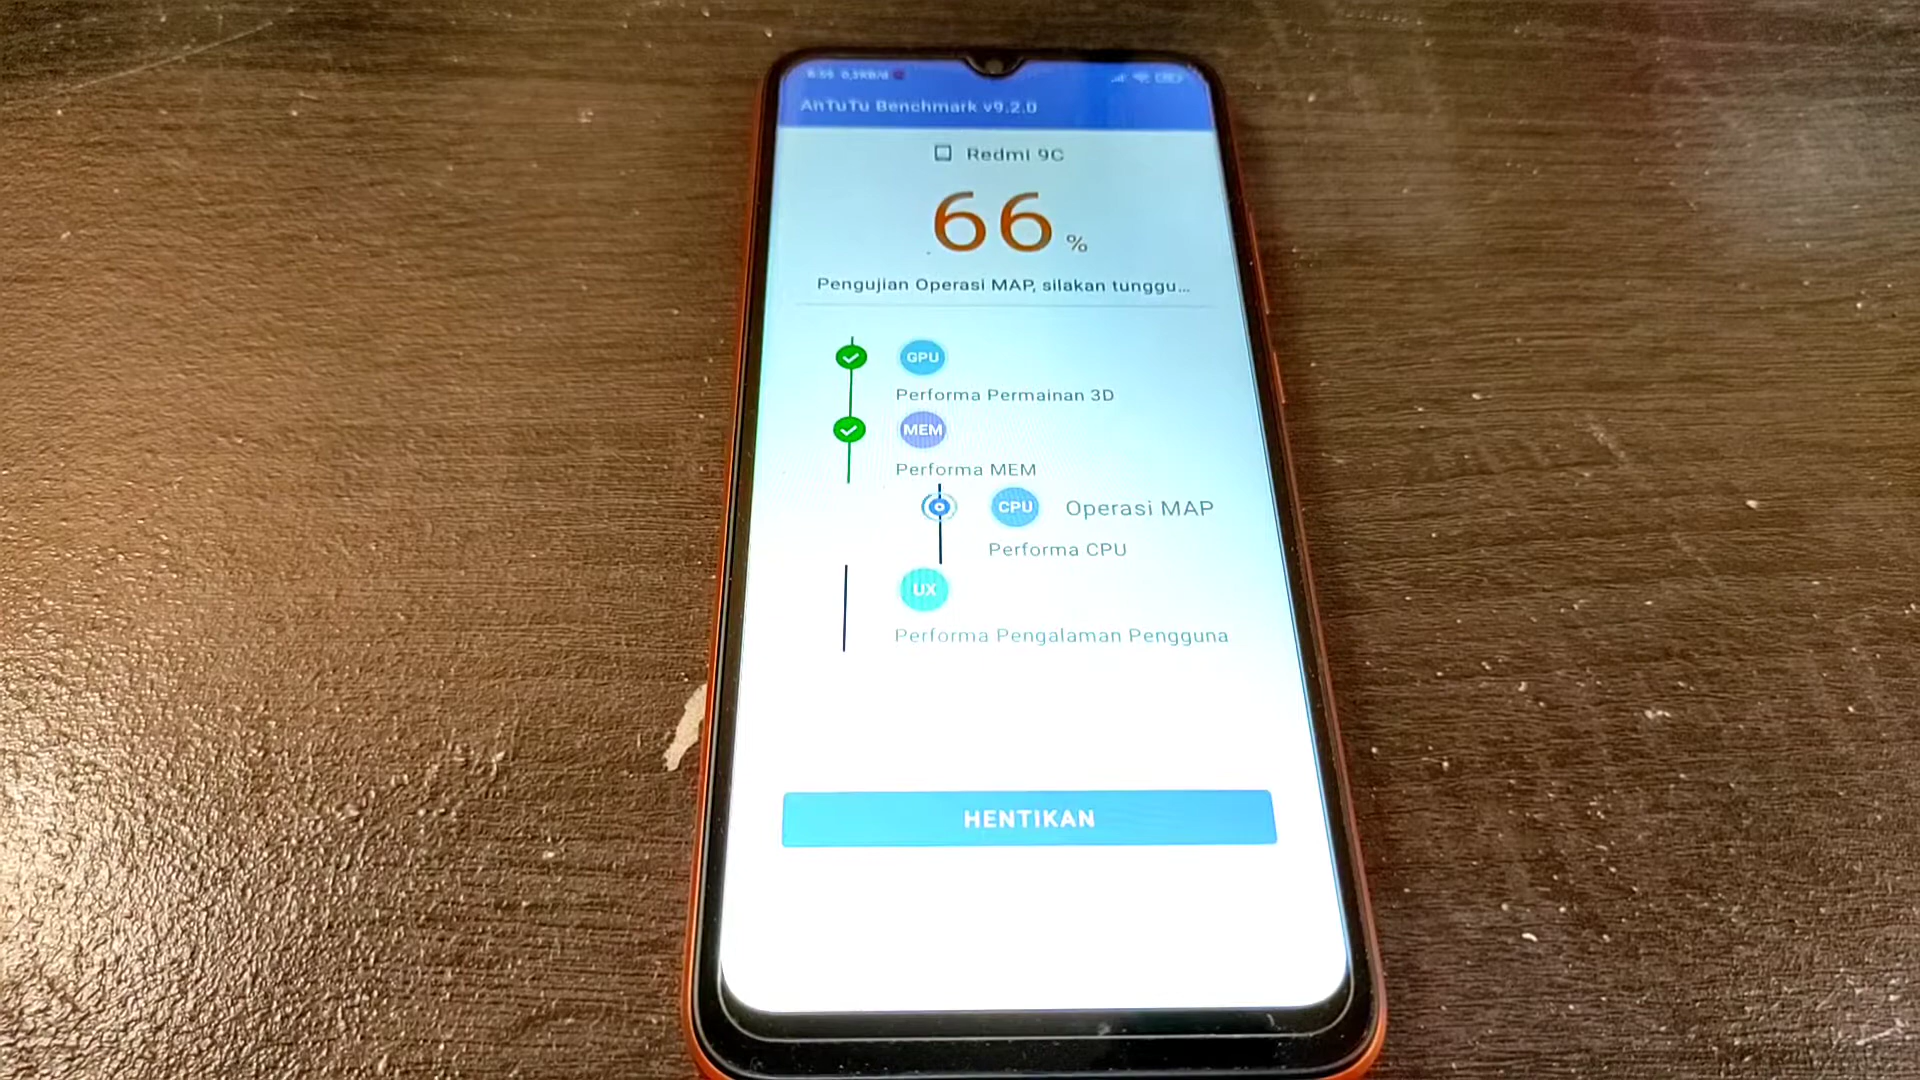 AnTuTu Benchmark v9.2.0
Redmi 9C
66 %
Pengujian Operasi MAP, silakan tunggu...
GPU
Performa Permainan 3D
MEM
Performa MEM
CPU Operasi MAP
Performa CPU
UX
Performa Pengalaman Pengguna
HENTIKAN